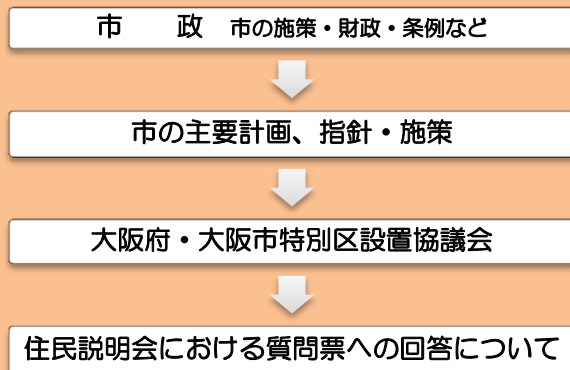 市　　政　市の施策・財政・条例など
市の主要計画、指針・施策
大阪府・大阪市特別区設置協議会
住民説明会における質問票への回答について